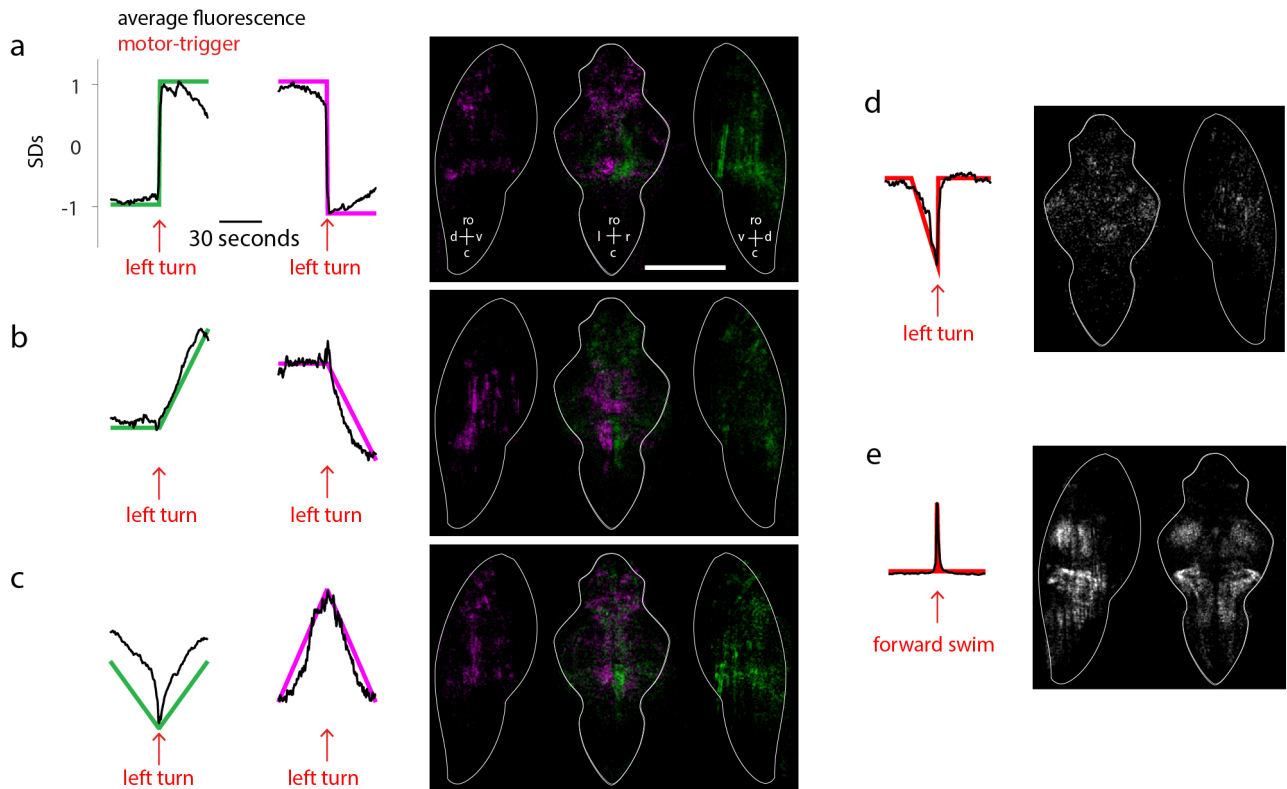 average fluorescence
motor-trigger
a
SDs
1
0
-1
30 seconds
left turn
left turn
ro
d v
c
ro
l r
c
ro
v d
c
b
left turn
left turn
c
left turn
left turn
d
left turn
e
forward swim